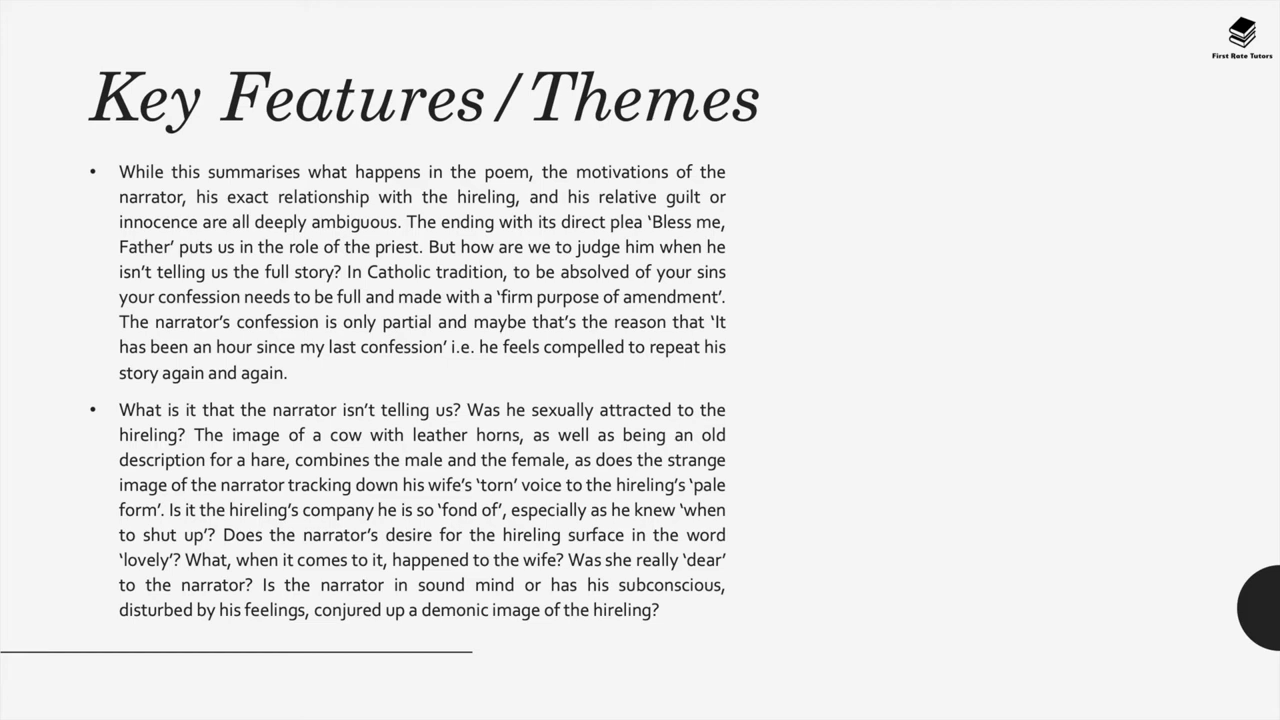 First Rate Tutors
Key Features/Themes
• While this summarises what happens in the poem, the motivations of the
narrator, his exact relationship with the hireling, and his relative guilt or
innocence are all deeply ambiguous. The ending with its direct plea ‘Bless me,
Father’ puts us in the role of the priest. But how are we to judge him when he
isn’t telling us the full story? In Catholic tradition, to be absolved of your sins
your confession needs to be full and made with a ‘firm purpose of amendment’.
The narrator’s confession is only partial and maybe that’s the reason that ‘It
has been an hour since my last confession’ i.e. he feels compelled to repeat his
story again and again.
• What is it that the narrator isn’t telling us? Was he sexually attracted to the
hireling? The image of a cow with leather horns, as well as being an old
description for a hare, combines the male and the female, as does the strange
image of the narrator tracking down his wife’s ‘torn’ voice to the hireling’s ‘pale
form’. Is it the hireling’s company he is so ‘fond of’, especially as he knew ‘when
to shut up’? Does the narrator’s desire for the hireling surface in the word
‘lovely’? What, when it comes to it, happened to the wife? Was she really ‘dear’
to the narrator? Is the narrator in sound mind or has his subconscious,
disturbed by his feelings, conjured up a demonic image of the hireling?